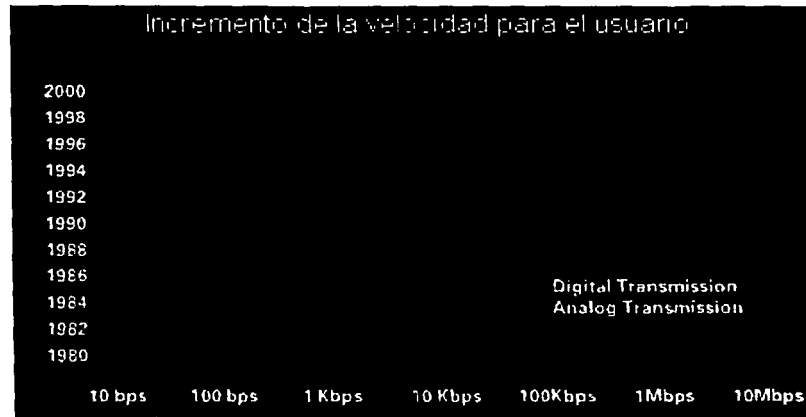 Incremento de la velocidad para el usuario
2000
1998
1996
1994
1992
1990
1988
1986
1984
1982
1980
Digital Transmission
Analog Transmission
10 bps 100 bps 1 Kbps 10 Kbps 100Kbps 1Mbps 10Mbps